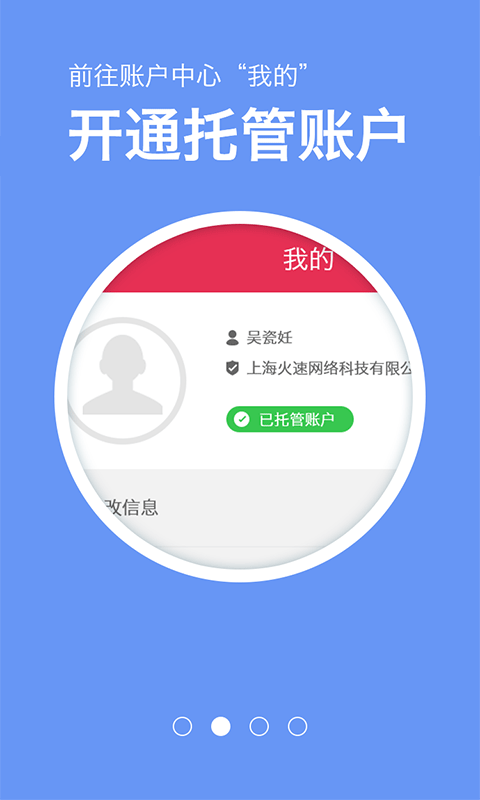 前往账户中心“我的”
开通托管账户
我的
吴瓷妊
上海火速网络科技有限公
已托管账户
改信息